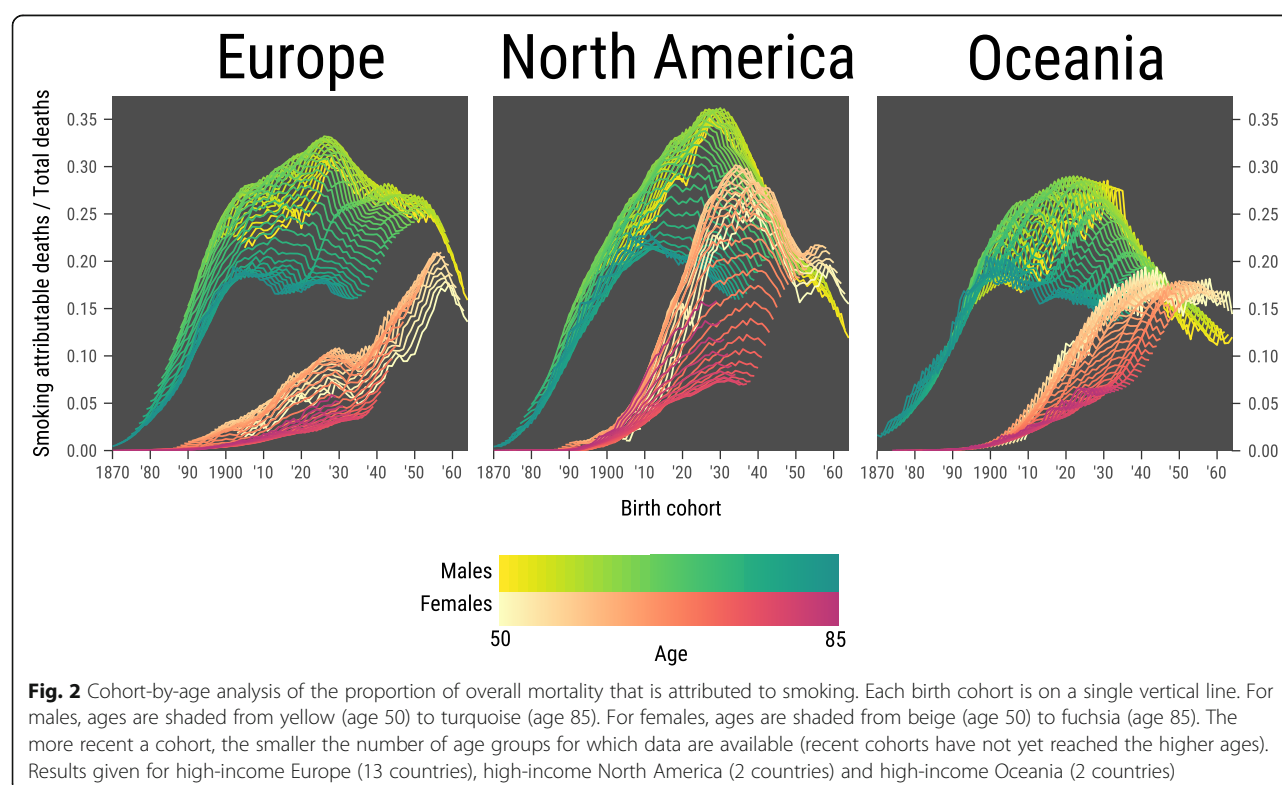 Europe
North America
Oceania
Smoking attributable deaths / Total deaths
0.35
0.30
0.25
0.20
0.15
0.10
0.05
0.00
0.35
0.30
0.25
0.20
0.15
0.10
0.05
0.00
1870 '80 '90 1900 '10 '20 '30 '40 '50 '60
1870 '80 '90 1900 '10 '20 '30 '40 '50 '60
1870 '80 '90 1900 '10 '20 '30 '40 '50 '60
Birth cohort
Males
Females
50 85
Age
Fig. 2 Cohort-by-age analysis of the proportion of overall mortality that is attributed to smoking. Each birth cohort is on a single vertical line. For
males, ages are shaded from yellow (age 50) to turquoise (age 85). For females, ages are shaded from beige (age 50) to fuchsia (age 85). The
more recent a cohort, the smaller the number of age groups for which data are available (recent cohorts have not yet reached the higher ages).
Results given for high-income Europe (13 countries), high-income North America (2 countries) and high-income Oceania (2 countries)